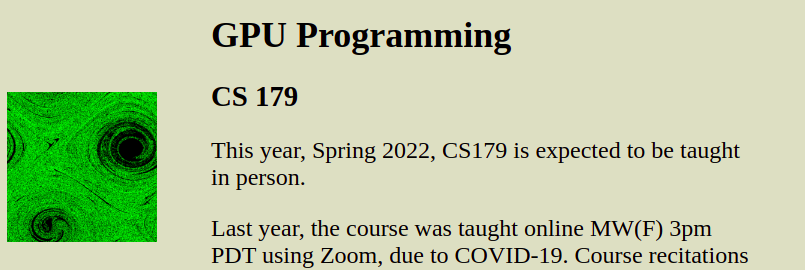 GPU Programming
CS 179
This year, Spring 2022, CS179 is expected to be taught
in person.
Last year, the course was taught online MW(F) 3pm
PDT using Zoom, due to COVID-19. Course recitations